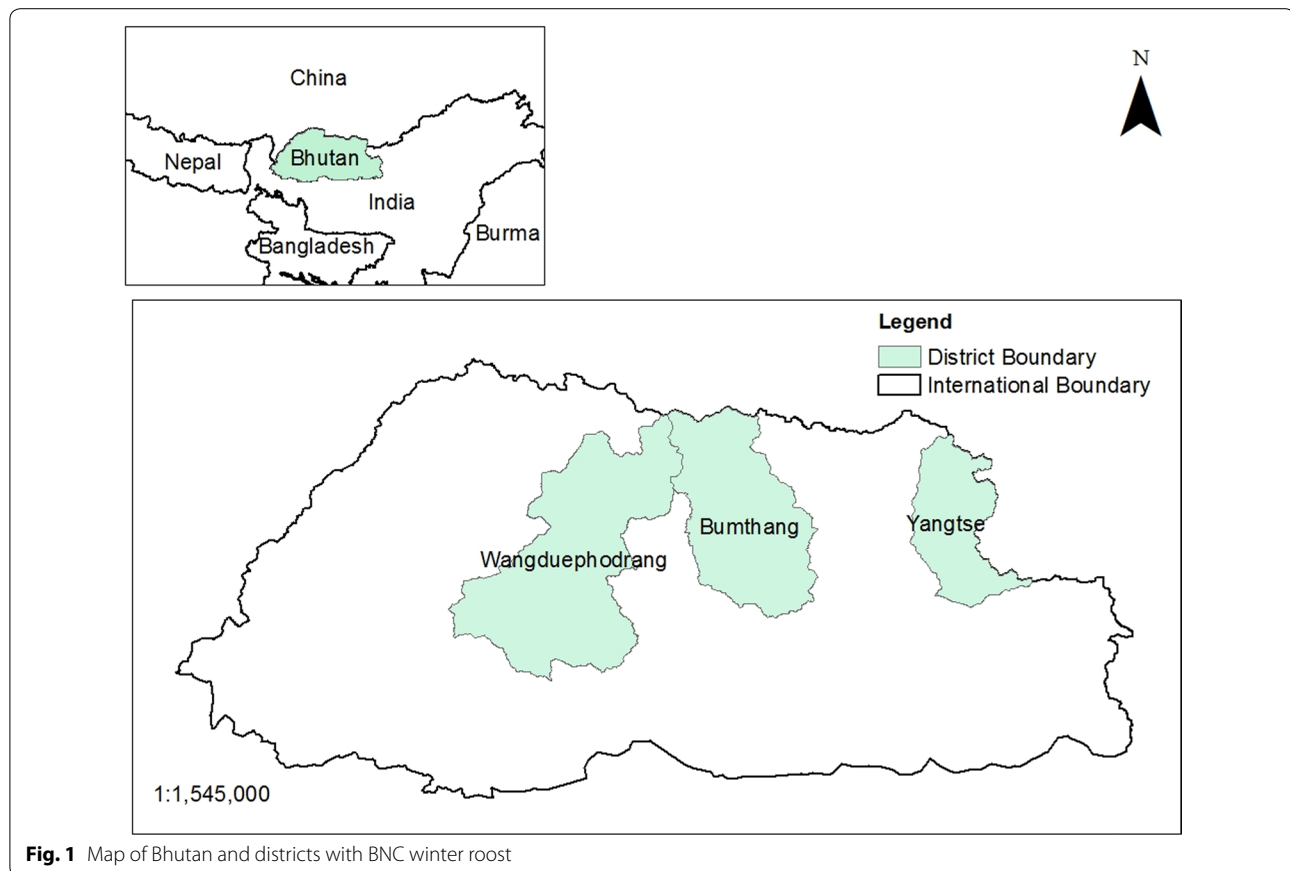 China
N
Nepal
Bhutan
India
Bangladesh
Burma
Legend
District Boundary
International Boundary
Yangtse
Bumthang
Wangduephodrang
1:1,545,000
Fig. 1 Map of Bhutan and districts with BNC winter roost